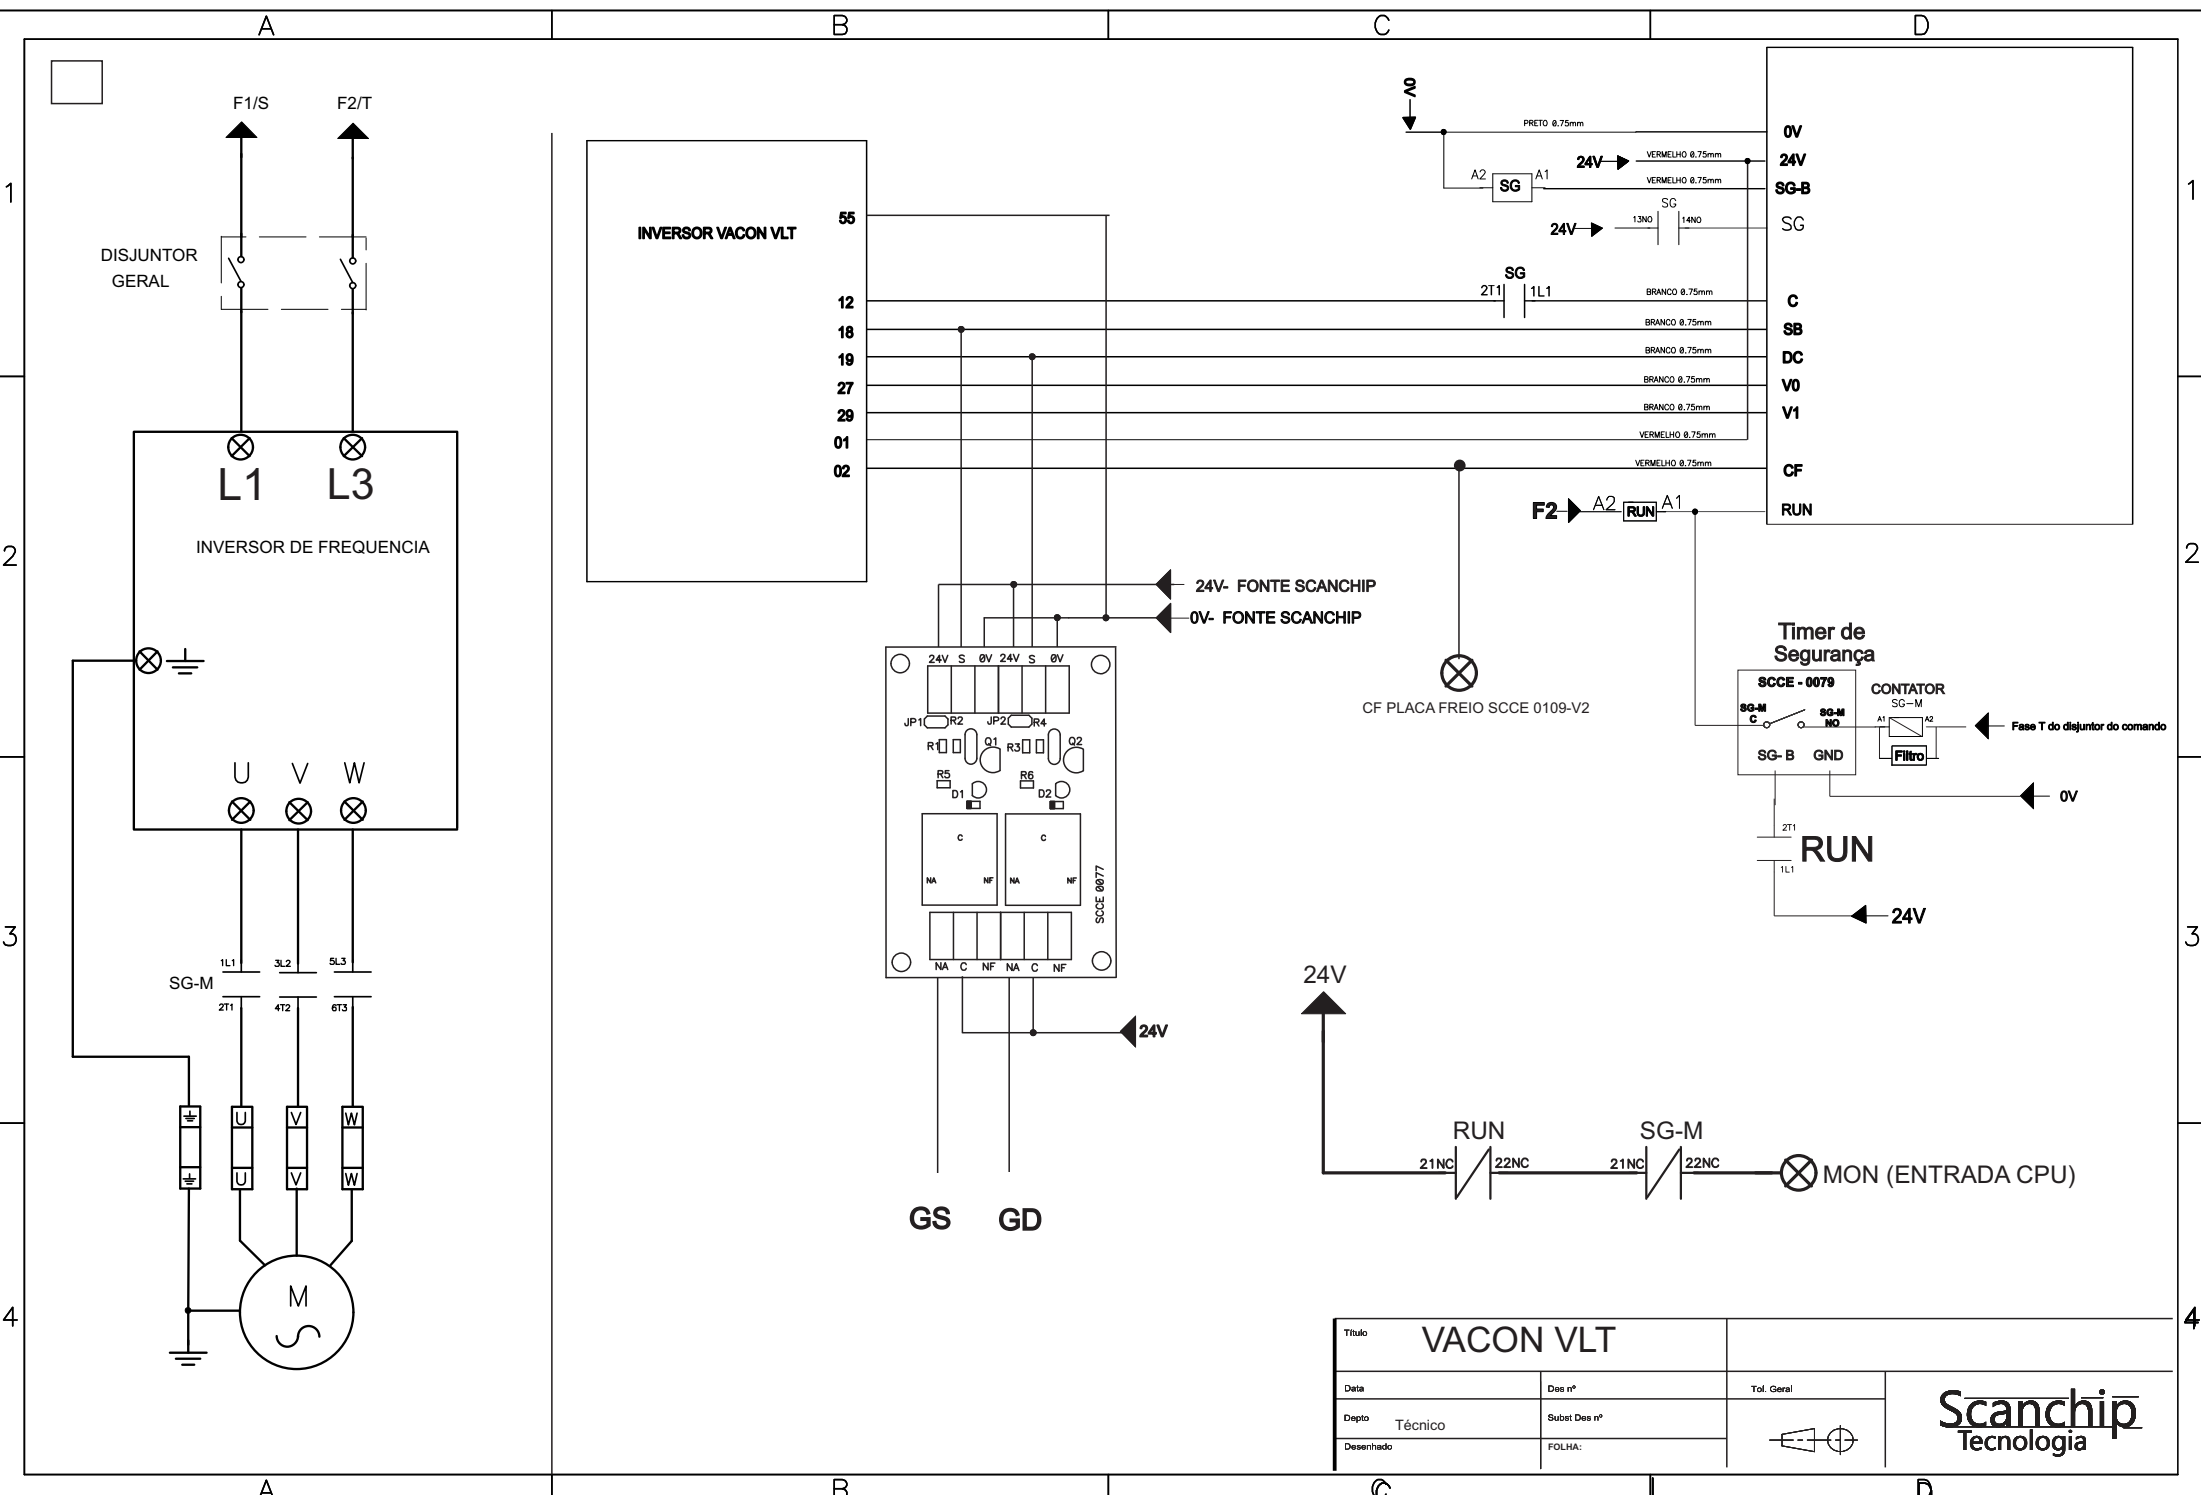 A
B
C
D
1
2
3
4
F1/S
F2/T
DISJUNTOR
GERAL
L1
L3
INVERSOR DE FREQUENCIA
U
V
W
SG-M
1L1
3L2
5L3
2T1
4T2
6T3
U
V
W
U
V
W
M
INVERSOR VACON VLT
55
12
18
19
27
29
01
02
24V- FONTE SCANCHIP
0V- FONTE SCANCHIP
24V S 0V 24V S 0V
JP1
R2
JP2
R4
R1
Q1
R3
Q2
R5
D1
R6
D2
C
NA
NF
C
NA
NF
SCCE 0077
NA C NF NA C NF
24V
GS
GD
0V
PRETO 0.75mm
0V
24V
VERMELHO 0.75mm
24V
A2
SG
A1
VERMELHO 0.75mm
SG-B
24V
13NO
SG
14NO
SG
SG
2T1
1L1
BRANCO 0.75mm
C
BRANCO 0.75mm
SB
BRANCO 0.75mm
DC
BRANCO 0.75mm
V0
BRANCO 0.75mm
V1
VERMELHO 0.75mm
VERMELHO 0.75mm
CF
F2
A2
RUN
A1
RUN
CF PLACA FREIO SCCE 0109-V2
Timer de
Segurança
SCCE - 0079
SG-M
C
SG-M
NO
SG- B
GND
CONTATOR
SG-M
A1
A2
Filtro
Fase T do disjuntor do comando
0V
2T1
RUN
1L1
24V
24V
RUN
21NC
22NC
SG-M
21NC
22NC
MON (ENTRADA CPU)
Título
VACON VLT
Data
Des nº
Tol. Geral
Depto
Técnico
Subst Des nº
Desenhado
FOLHA:
Scanchip
Tecnologia
1
2
3
4
A
B
C
D